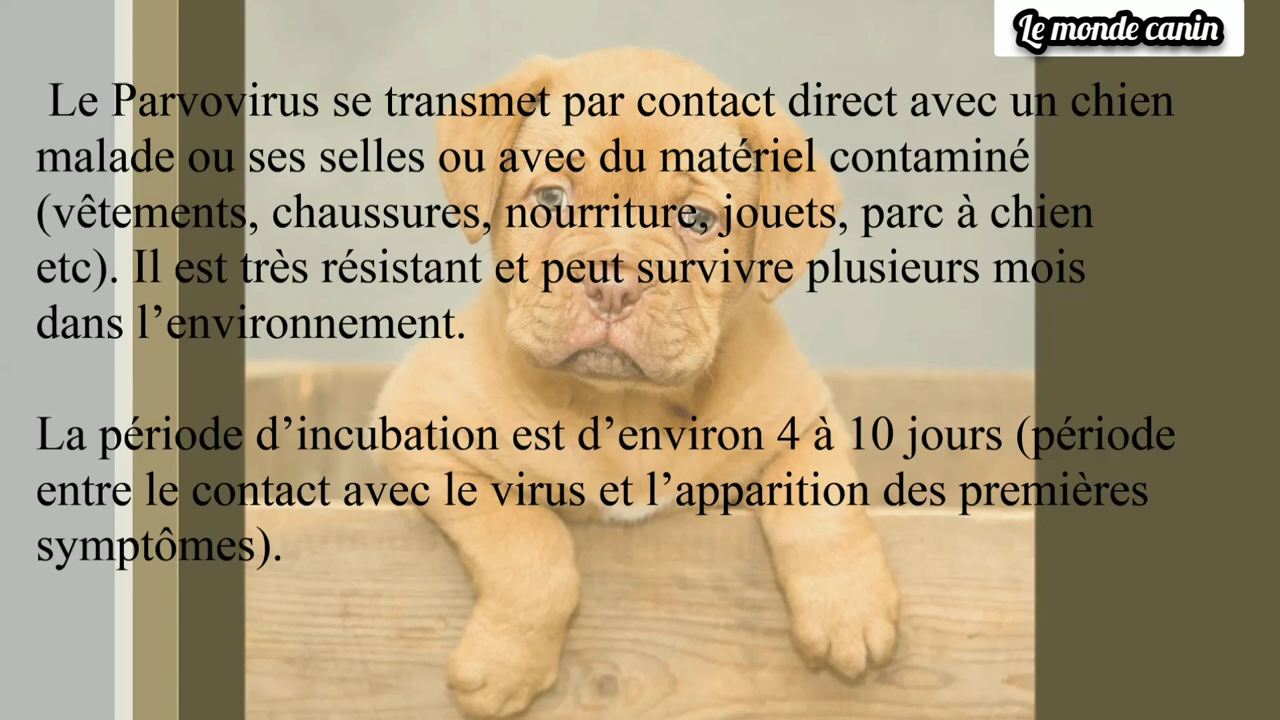 Le monde canin
Le Parvovirus se transmet par contact direct avec un chien
malade ou ses selles ou avec du matériel contaminé
(vêtements, chaussures, nourriture, jouets, parc à chien
etc). Il est très résistant et peut survivre plusieurs mois
dans l’environnement.
La période d’incubation est d’environ 4 à 10 jours (période
entre le contact avec le virus et l’apparition des premières
symptômes).